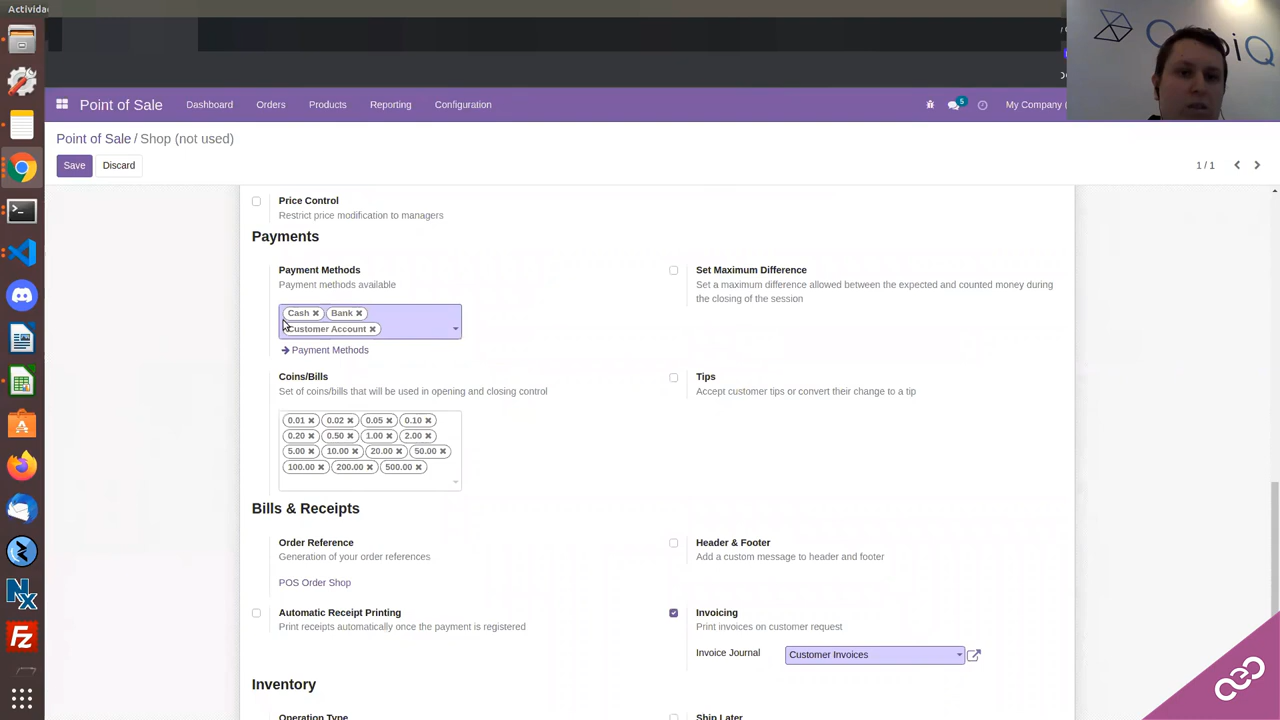 Actividad
Point of Sale Dashboard Orders Products Reporting Configuration 5 My Company (
Point of Sale / Shop (not used)
Save Discard 1 / 1
Price Control
Restrict price modification to managers
Payments
Payment Methods
Payment methods available
Cash Bank
Customer Account
Payment Methods
Set Maximum Difference
Set a maximum difference allowed between the expected and counted money during
the closing of the session
Coins/Bills
Set of coins/bills that will be used in opening and closing control
0.01 0.02 0.05 0.10
0.20 0.50 1.00 2.00
5.00 10.00 20.00 50.00
100.00 200.00 500.00
Tips
Accept customer tips or convert their change to a tip
Bills & Receipts
Order Reference
Generation of your order references
POS Order Shop
Header & Footer
Add a custom message to header and footer
Automatic Receipt Printing
Print receipts automatically once the payment is registered
Invoicing
Print invoices on customer request
Invoice Journal Customer Invoices
Inventory
Operation Type
Ship Later